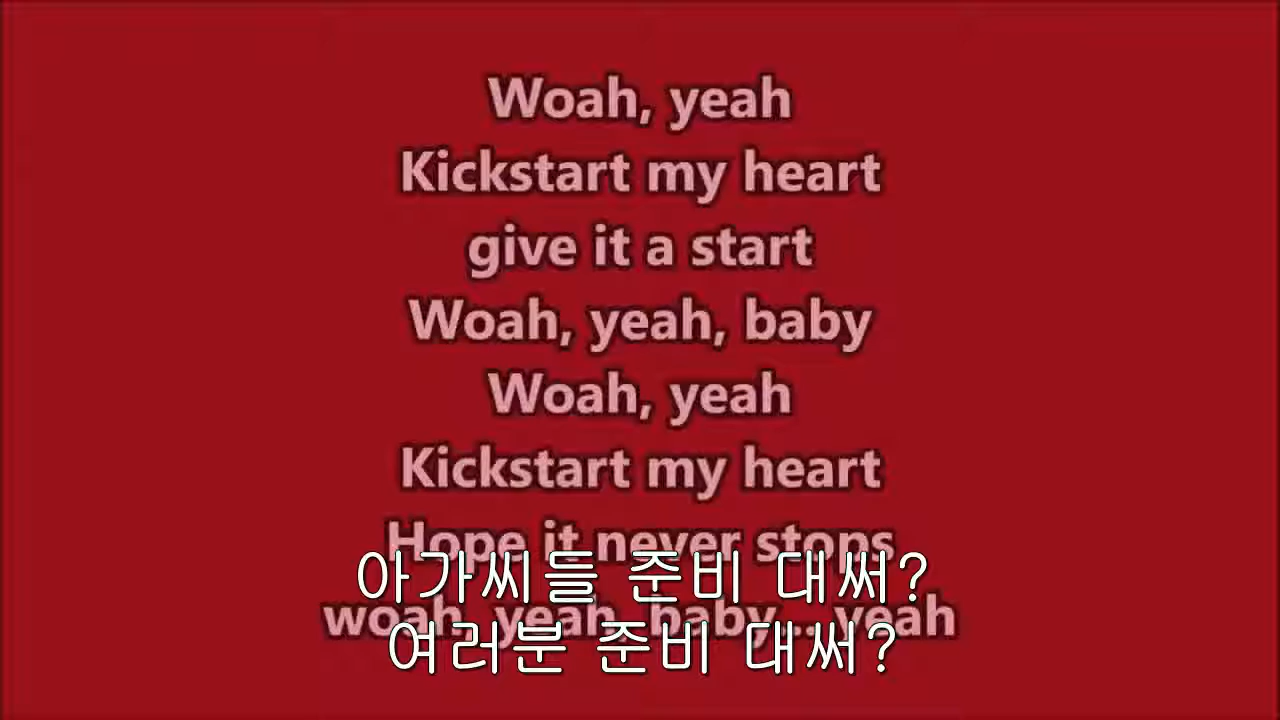 Woah, yeah
Kickstart my heart
give it a start
Woah, yeah, baby
Woah, yeah
Kickstart my heart
Hope it never stops
아가씨들 준비 대써?
woah, yeah, baby... yeah
여러분 준비 대써?